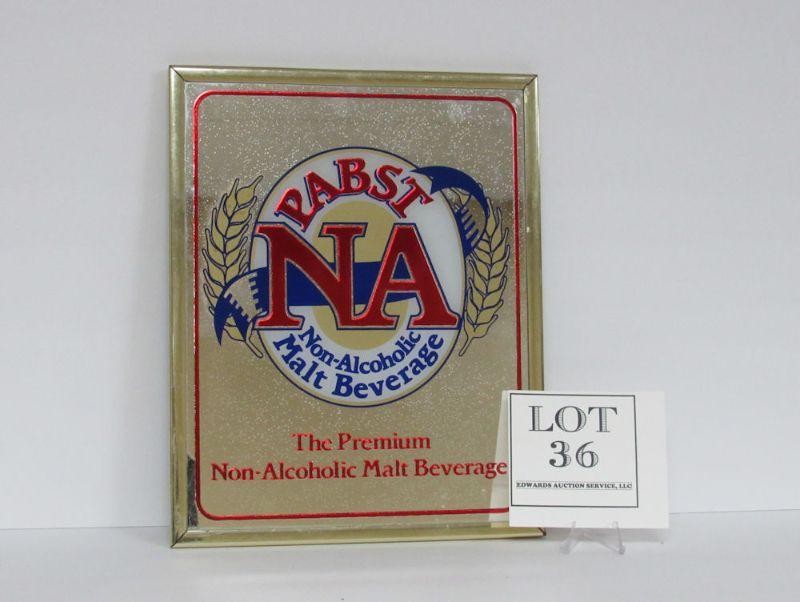 PABST
NA
Non-Alcoholic
Malt Beverage
The Premium
Non-Alcoholic Malt Beverage
LOT
36
EDWARDS AUCTION SERVICE, LLC